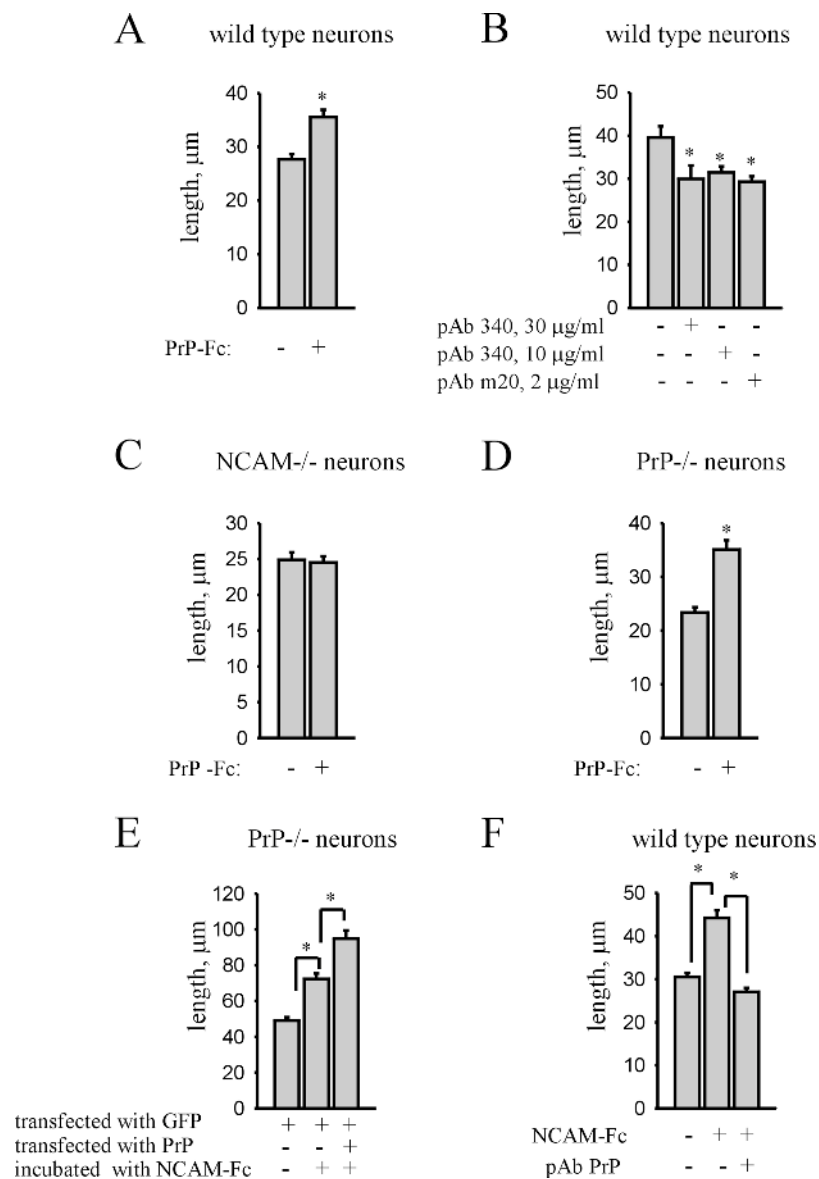 A
wild type neurons
length, μm
40
30
20
10
0
*
PrP-Fc: - +
B
wild type neurons
length, μm
50
40
30
20
10
0
* * *
pAb 340, 30 μg/ml - + - -
pAb 340, 10 μg/ml - - + -
pAb m20, 2 μg/ml - - - +
C
NCAM-/- neurons
length, μm
30
25
20
15
10
5
0
PrP -Fc: - +
D
PrP-/- neurons
length, μm
40
30
20
10
0
*
PrP-Fc: - +
E
PrP-/- neurons
length, μm
120
100
80
60
40
20
0
* *
transfected with GFP + + +
transfected with PrP - - +
incubated with NCAM-Fc - + +
F
wild type neurons
length, μm
50
40
30
20
10
0
* *
NCAM-Fc - + +
pAb PrP - - +